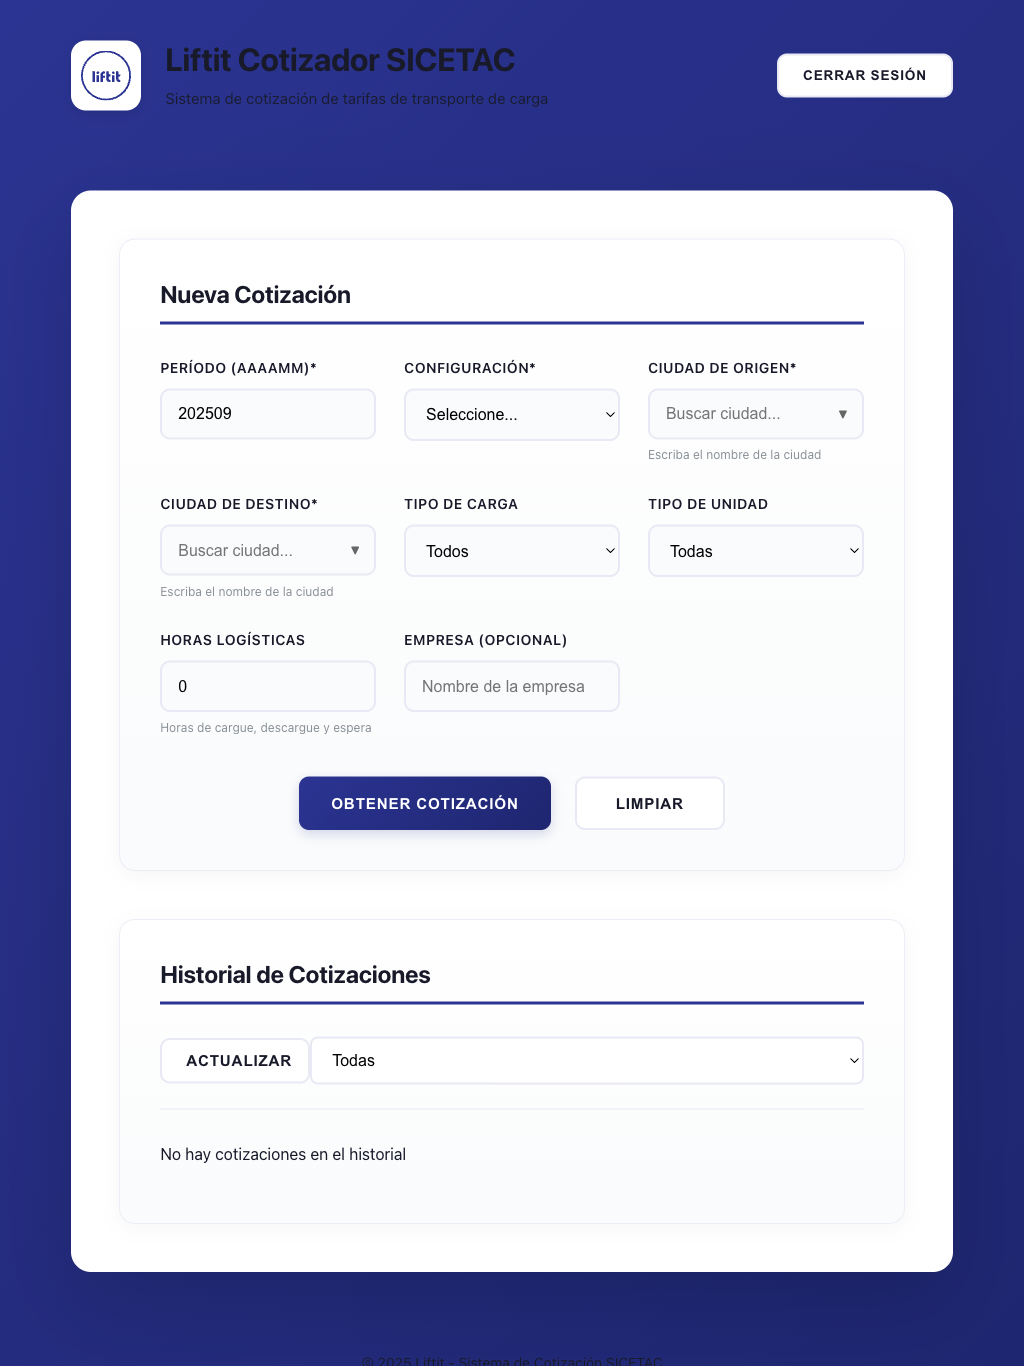 liftit
Liftit Cotizador SICETAC
Sistema de cotización de tarifas de transporte de carga
CERRAR SESIÓN
Nueva Cotización
PERÍODO (AAAAMM)*
CONFIGURACIÓN*
CIUDAD DE ORIGEN*
202509
Seleccione...
Buscar ciudad...
Escriba el nombre de la ciudad
CIUDAD DE DESTINO*
TIPO DE CARGA
TIPO DE UNIDAD
Buscar ciudad...
Todos
Todas
Escriba el nombre de la ciudad
HORAS LOGÍSTICAS
EMPRESA (OPCIONAL)
0
Nombre de la empresa
Horas de cargue, descargue y espera
OBTENER COTIZACIÓN
LIMPIAR
Historial de Cotizaciones
ACTUALIZAR
Todas
No hay cotizaciones en el historial
© 2025 Liftit - Sistema de Cotización SICETAC